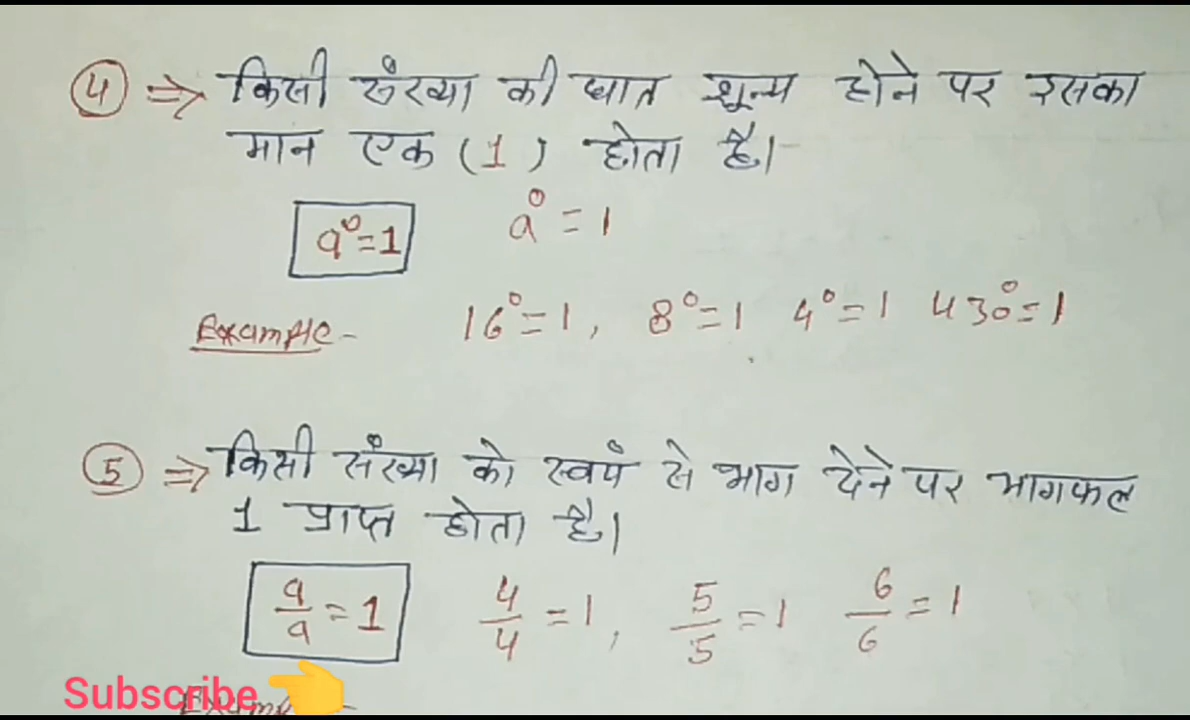 ④ ⇒ किसी संख्या की घात शून्य होने पर इसका
मान एक (1) होता है।
a⁰=1 a⁰ = 1
Example- 16⁰=1, 8⁰=1 4⁰=1 430⁰=1
⑤ ⇒ किसी संख्या को स्वयं से भाग देने पर भागफल
1 प्राप्त होता है।
a/a = 1 4/4 = 1, 5/5 = 1 6/6 = 1
Subscribe